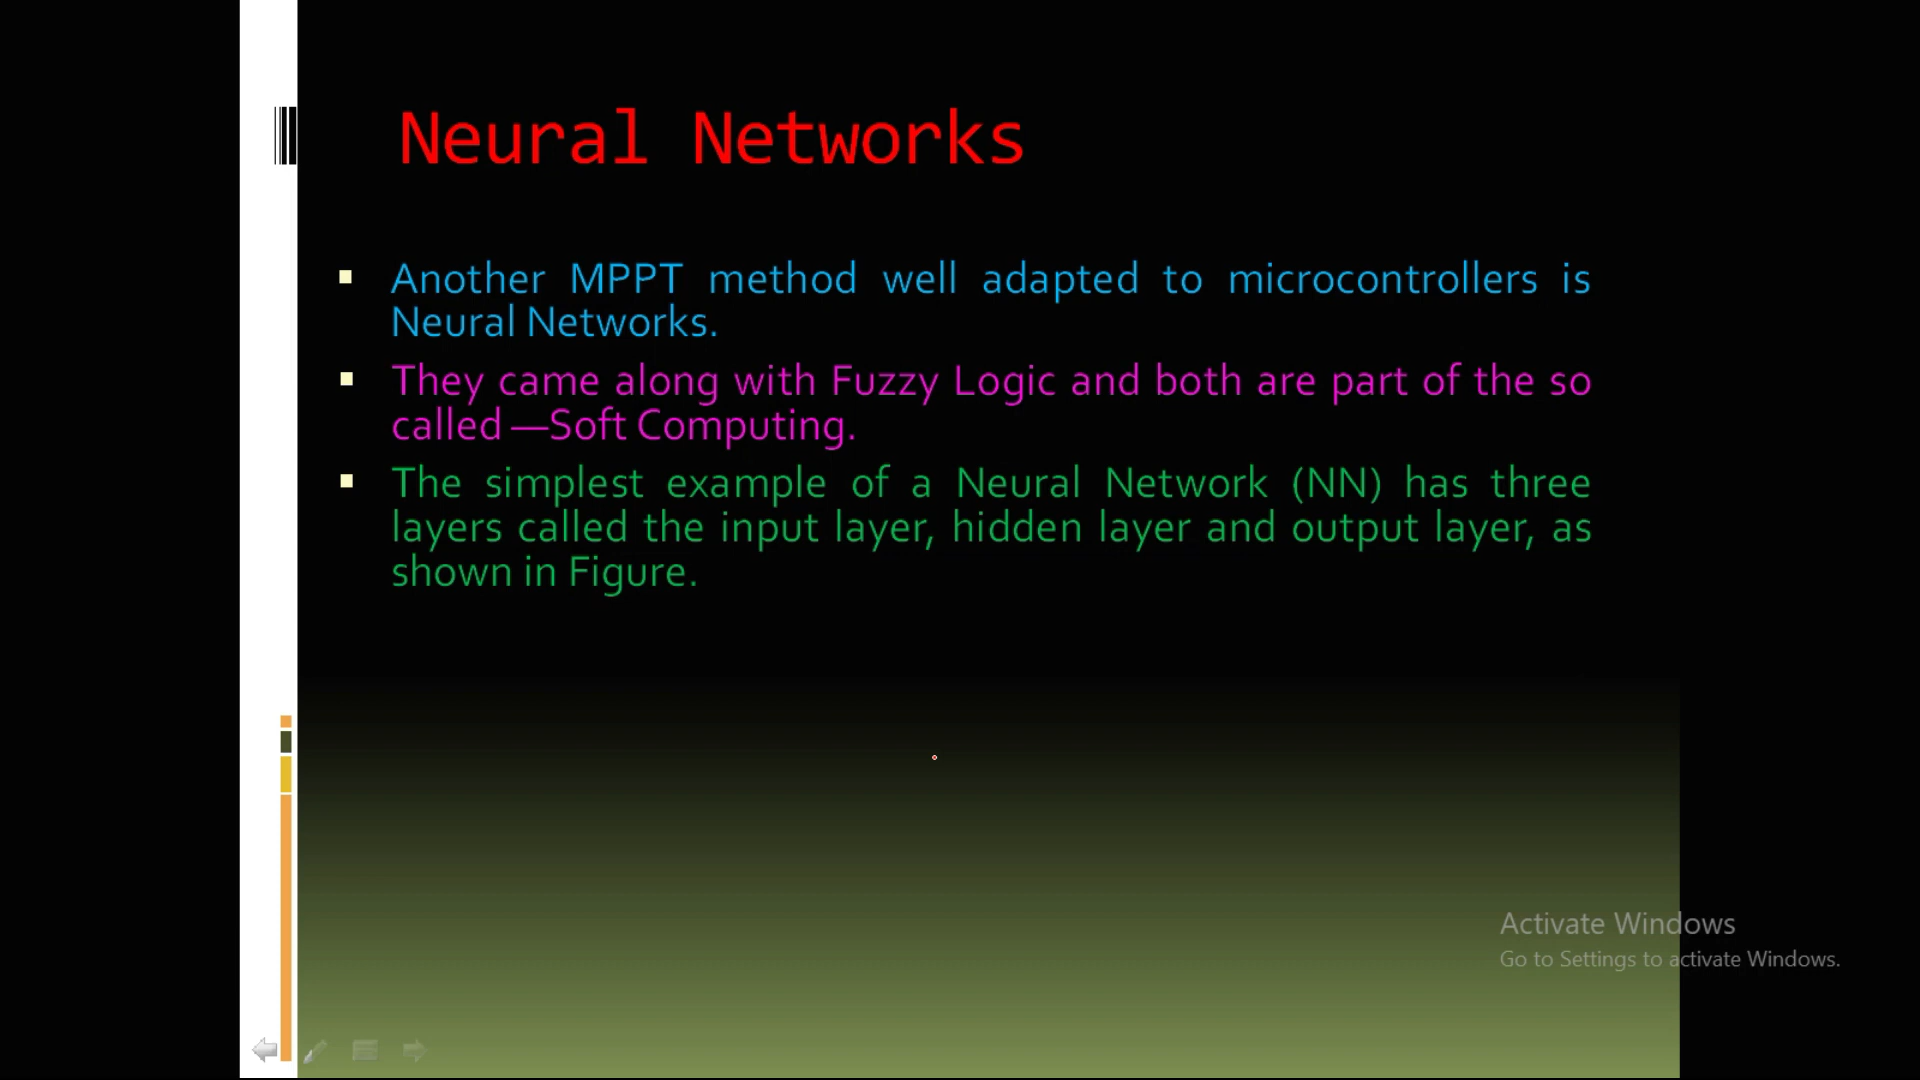 Neural Networks
Another MPPT method well adapted to microcontrollers is
Neural Networks.
They came along with Fuzzy Logic and both are part of the so
called ―Soft Computing.
The simplest example of a Neural Network (NN) has three
layers called the input layer, hidden layer and output layer, as
shown in Figure.
Activate Windows
Go to Settings to activate Windows.